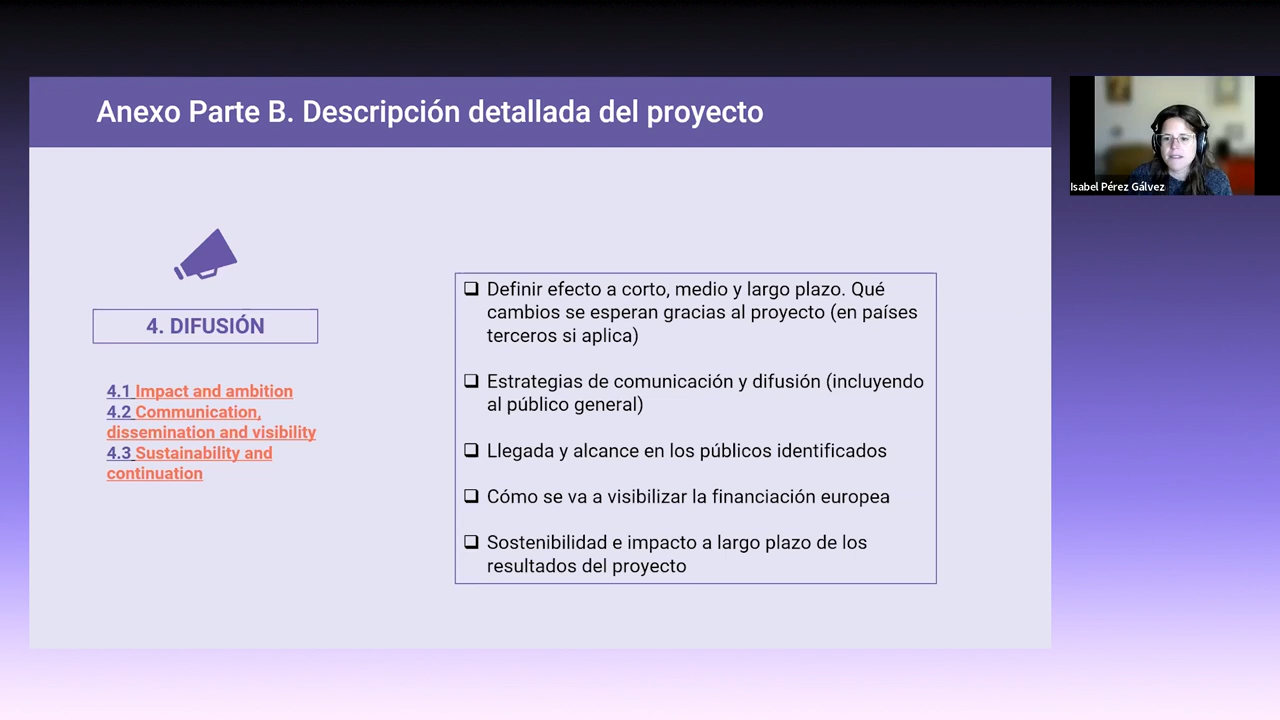 Anexo Parte B. Descripción detallada del proyecto
Isabel Pérez Gálvez
4. DIFUSIÓN
4.1 Impact and ambition
4.2 Communication,
dissemination and visibility
4.3 Sustainability and
continuation
Definir efecto a corto, medio y largo plazo. Qué
cambios se esperan gracias al proyecto (en países
terceros si aplica)
Estrategias de comunicación y difusión (incluyendo
al público general)
Llegada y alcance en los públicos identificados
Cómo se va a visibilizar la financiación europea
Sostenibilidad e impacto a largo plazo de los
resultados del proyecto